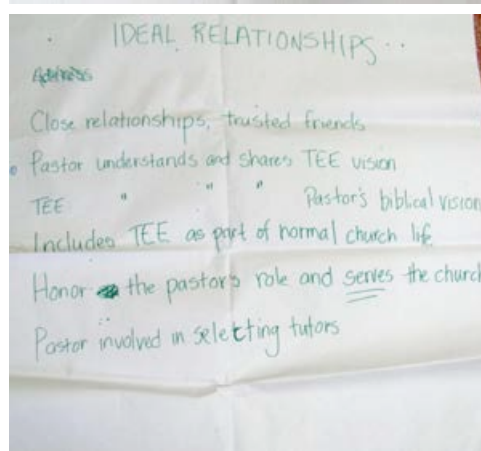 IDEAL RELATIONSHIPS..
Address
Close relationships, trusted friends
Pastor understands and shares TEE vision
TEE " " " Pastor's biblical vision
Includes TEE as part of normal church life
Honor the pastor's role and serves the church
Pastor involved in selecting tutors